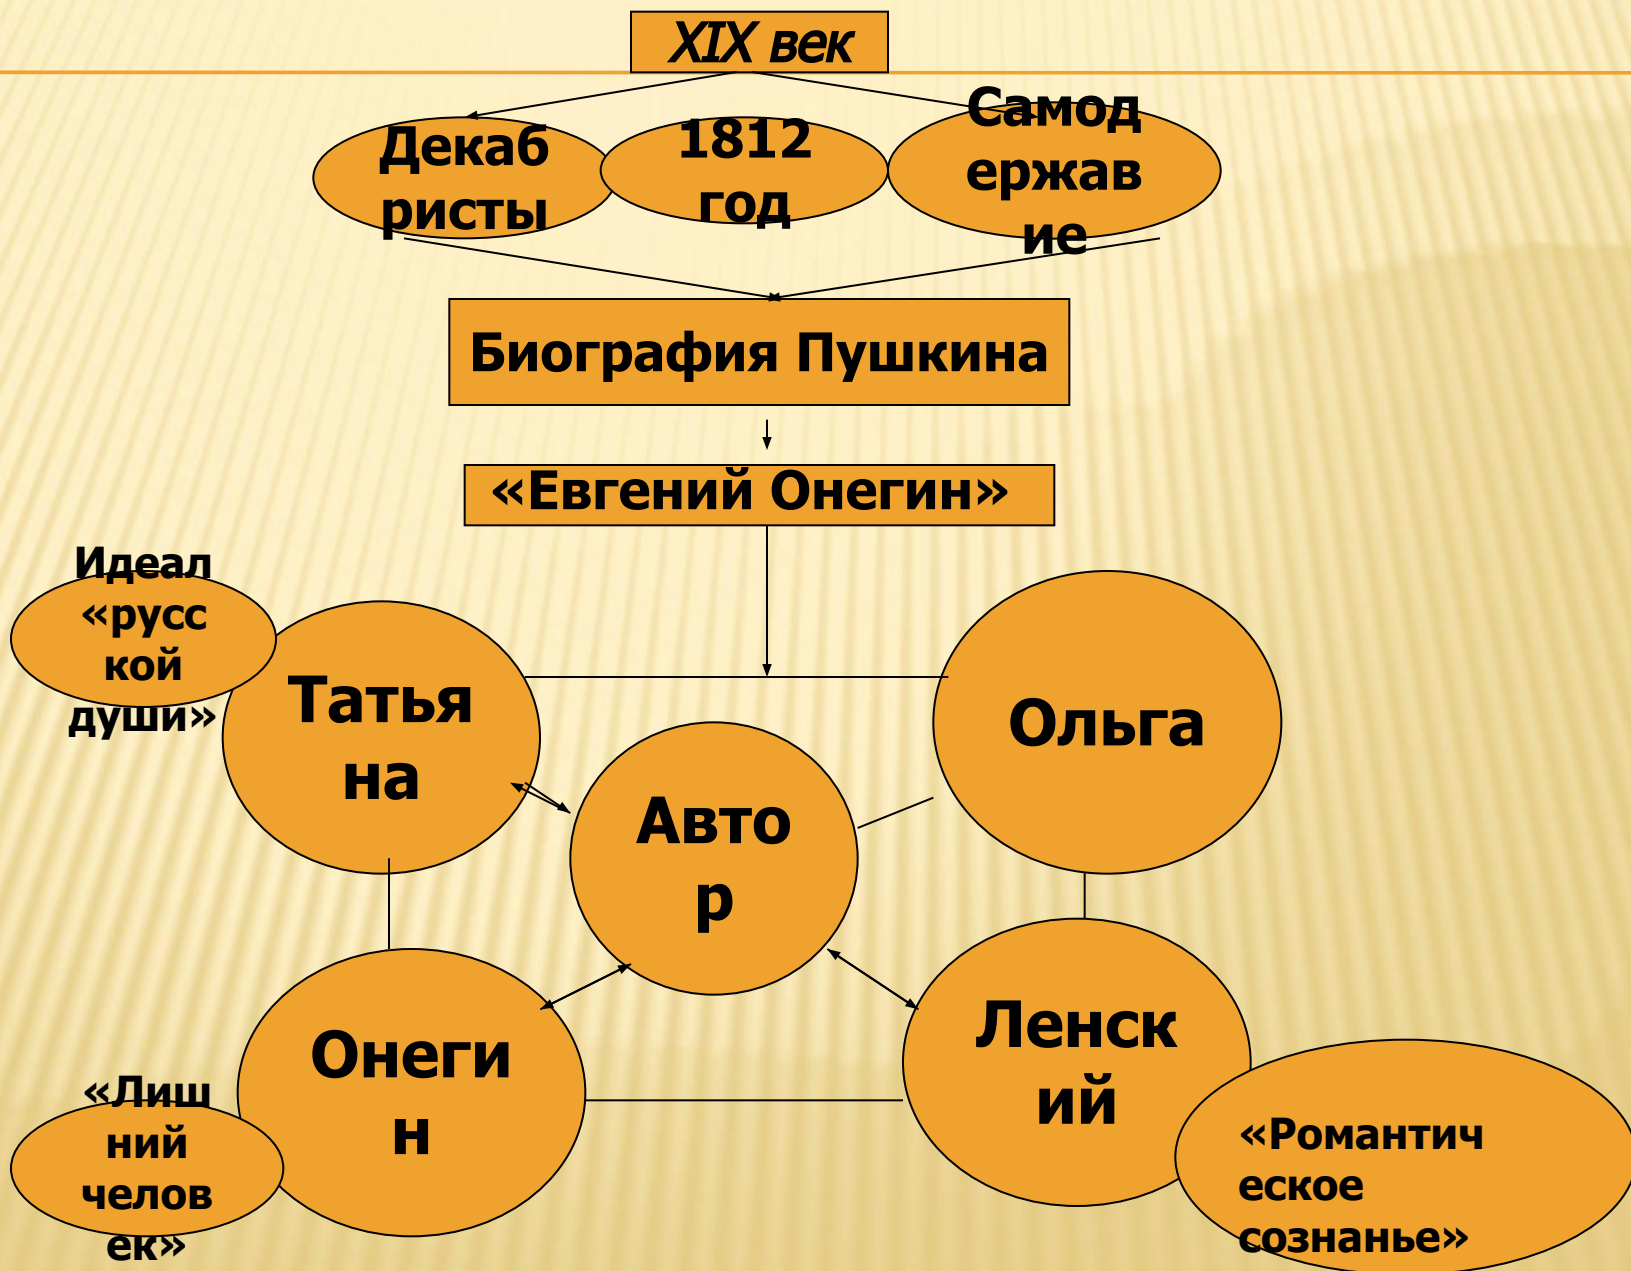 XIX век
Декаб
ристы
1812
год
Самод
ержав
ие
Биография Пушкина
«Евгений Онегин»
Идеал
«русс
кой
души»
Татья
на
Ольга
Авто
р
Онеги
н
Ленск
ий
«Лиш
ний
челов
ек»
«Романтич
еское
сознанье»